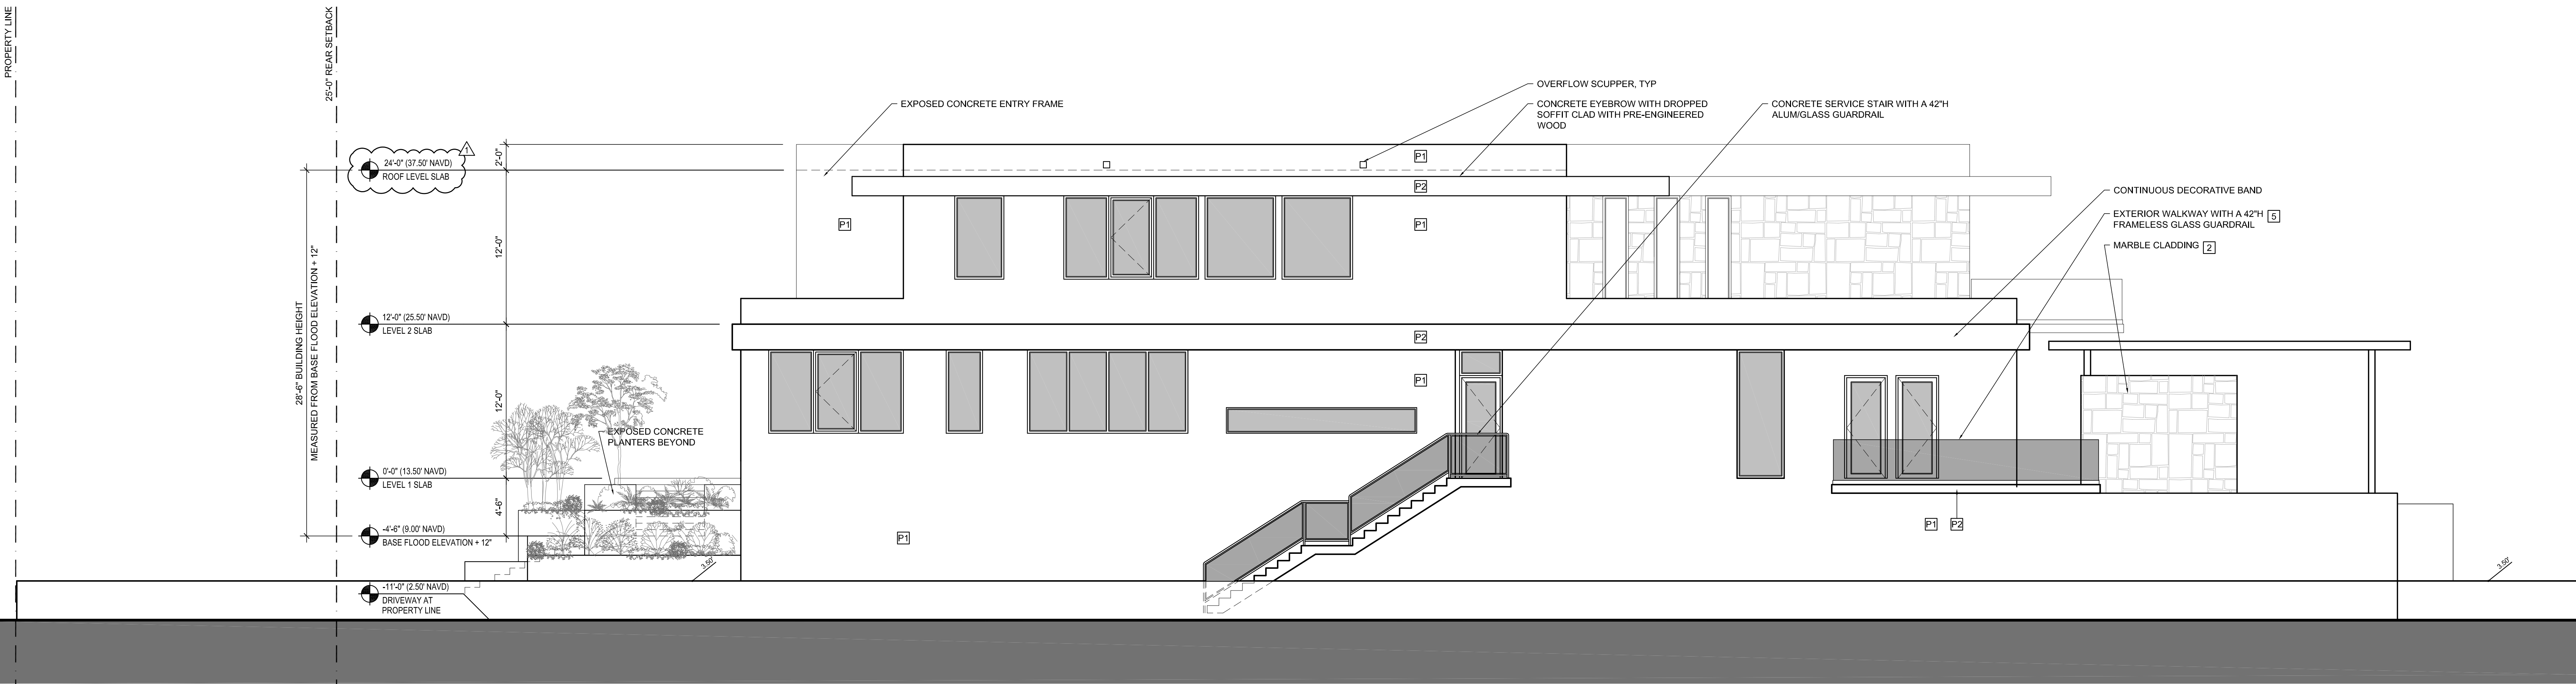 PROPERTY LINE
25'-0" REAR SETBACK
OVERFLOW SCUPPER, TYP
EXPOSED CONCRETE ENTRY FRAME
CONCRETE EYEBROW WITH DROPPED
SOFFIT CLAD WITH PRE-ENGINEERED
WOOD
CONCRETE SERVICE STAIR WITH A 42"H
ALUM/GLASS GUARDRAIL
1
24'-0" (37.50' NAVD)
ROOF LEVEL SLAB
2'-0"
P1
P2
P1
P1
CONTINUOUS DECORATIVE BAND
EXTERIOR WALKWAY WITH A 42"H 5
FRAMELESS GLASS GUARDRAIL
MARBLE CLADDING 2
12'-0"
28'-6" BUILDING HEIGHT
MEASURED FROM BASE FLOOD ELEVATION + 12"
12'-0" (25.50' NAVD)
LEVEL 2 SLAB
P2
P1
12'-0"
EXPOSED CONCRETE
PLANTERS BEYOND
0'-0" (13.50' NAVD)
LEVEL 1 SLAB
4'-6"
-4'-6" (9.00' NAVD)
BASE FLOOD ELEVATION + 12"
P1
P1 P2
3.50'
3.50'
-11'-0" (2.50' NAVD)
DRIVEWAY AT
PROPERTY LINE